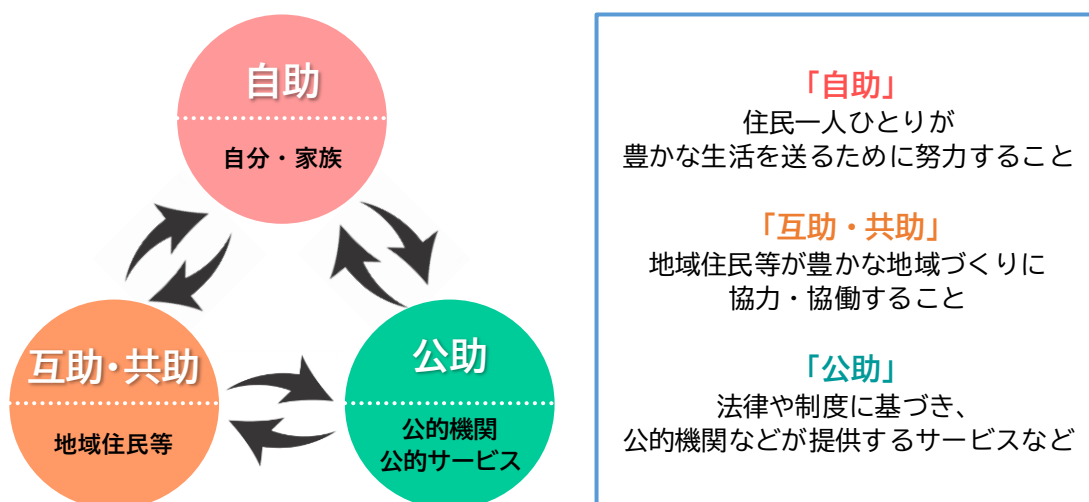 自助
自分・家族
互助・共助
地域住民等
公助
公的機関
公的サービス
「自助」
住民一人ひとりが
豊かな生活を送るために努力すること
「互助・共助」
地域住民等が豊かな地域づくりに
協力・協働すること
「公助」
法律や制度に基づき、
公的機関などが提供するサービスなど